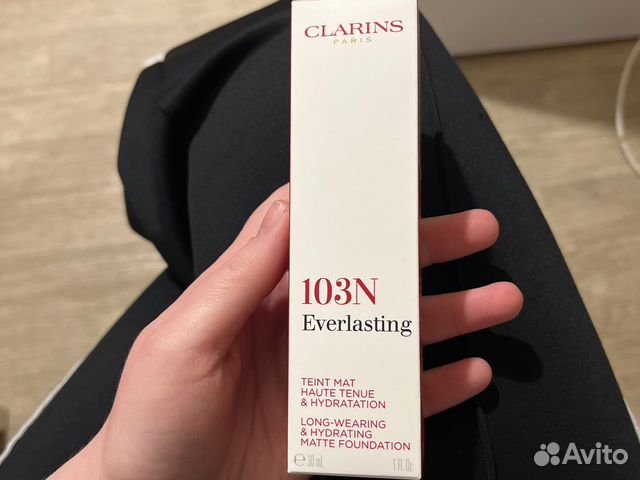 CLARINS
PARIS
103N
Everlasting
TEINT MAT
HAUTE TENUE
& HYDRATATION
LONG-WEARING
& HYDRATING
MATTE FOUNDATION
℮ 30 mL 1 Fl. Oz.
Avito